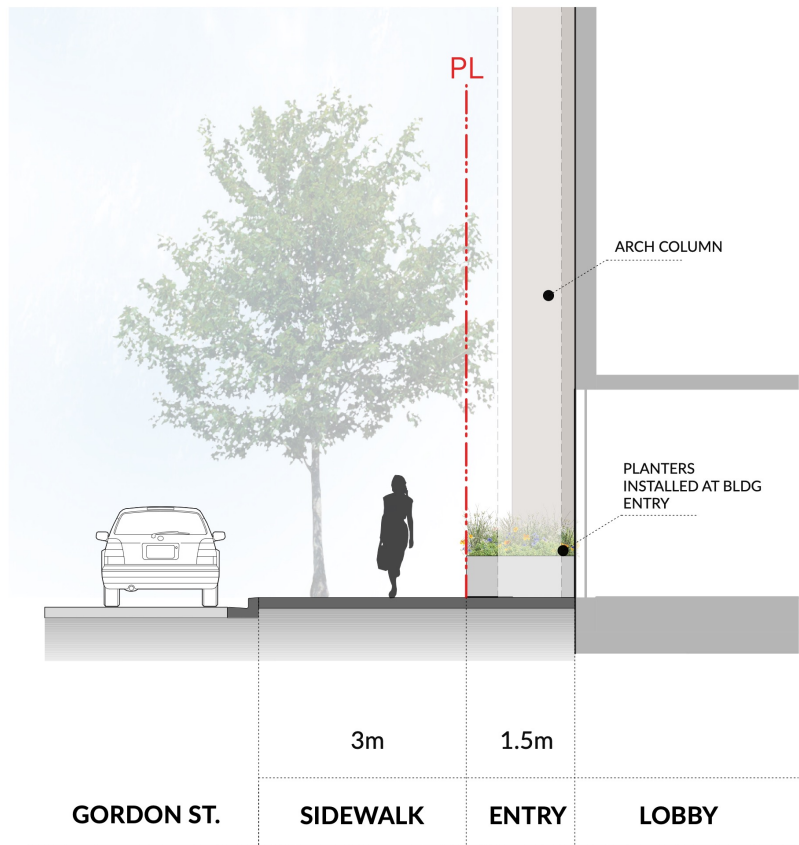 PL
ARCH COLUMN
PLANTERS
INSTALLED AT BLDG
ENTRY
3m
1.5m
GORDON ST.
SIDEWALK
ENTRY
LOBBY